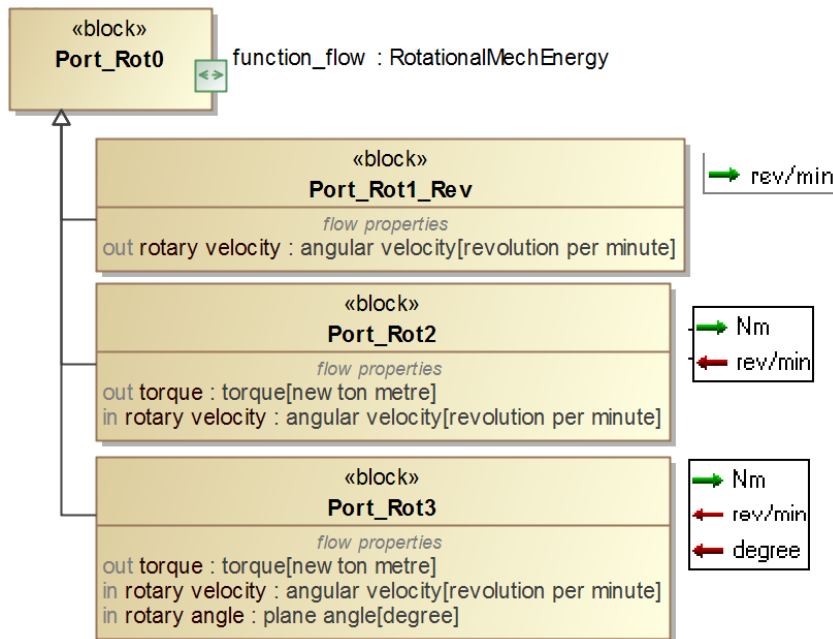 «block»
Port_Rot0
function_flow : RotationalMechEnergy
«block»
Port_Rot1_Rev
flow properties
out rotary velocity : angular velocity[revolution per minute]
rev/min
«block»
Port_Rot2
flow properties
out torque : torque[new ton metre]
in rotary velocity : angular velocity[revolution per minute]
Nm
rev/min
«block»
Port_Rot3
flow properties
out torque : torque[new ton metre]
in rotary velocity : angular velocity[revolution per minute]
in rotary angle : plane angle[degree]
Nm
rev/min
degree